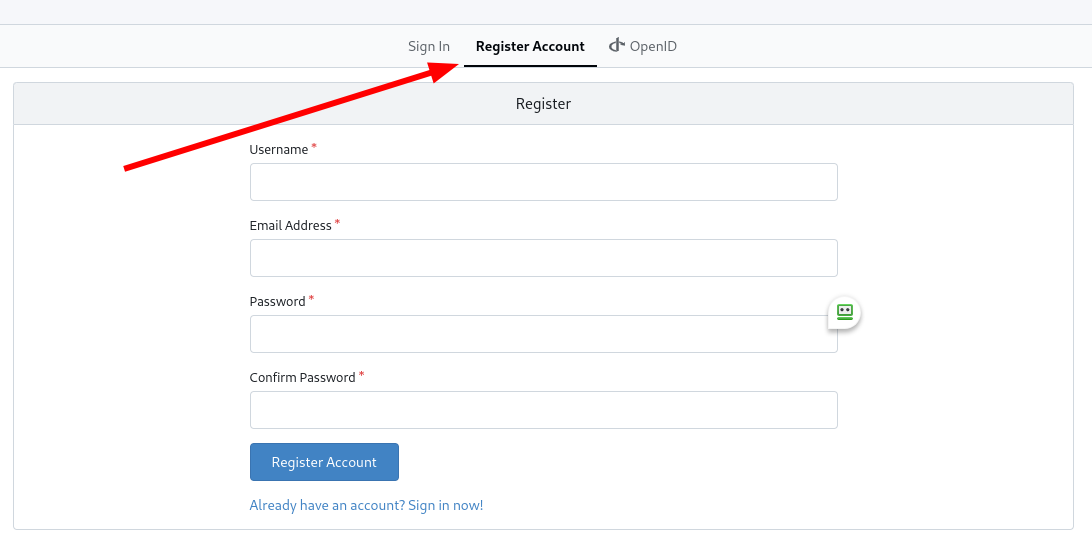 Sign In Register Account OpenID
Register
Username *
Email Address *
Password *
Confirm Password *
Register Account
Already have an account? Sign in now!